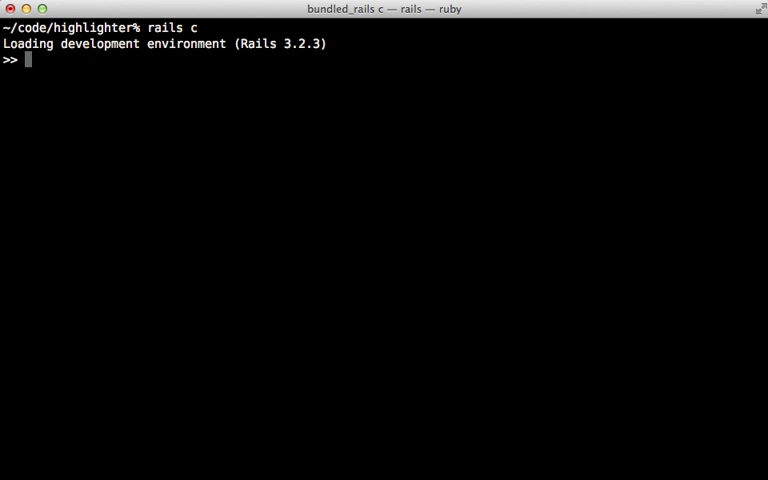 bundled_rails c — rails — ruby
~/code/highlighter% rails c
Loading development environment (Rails 3.2.3)
>>